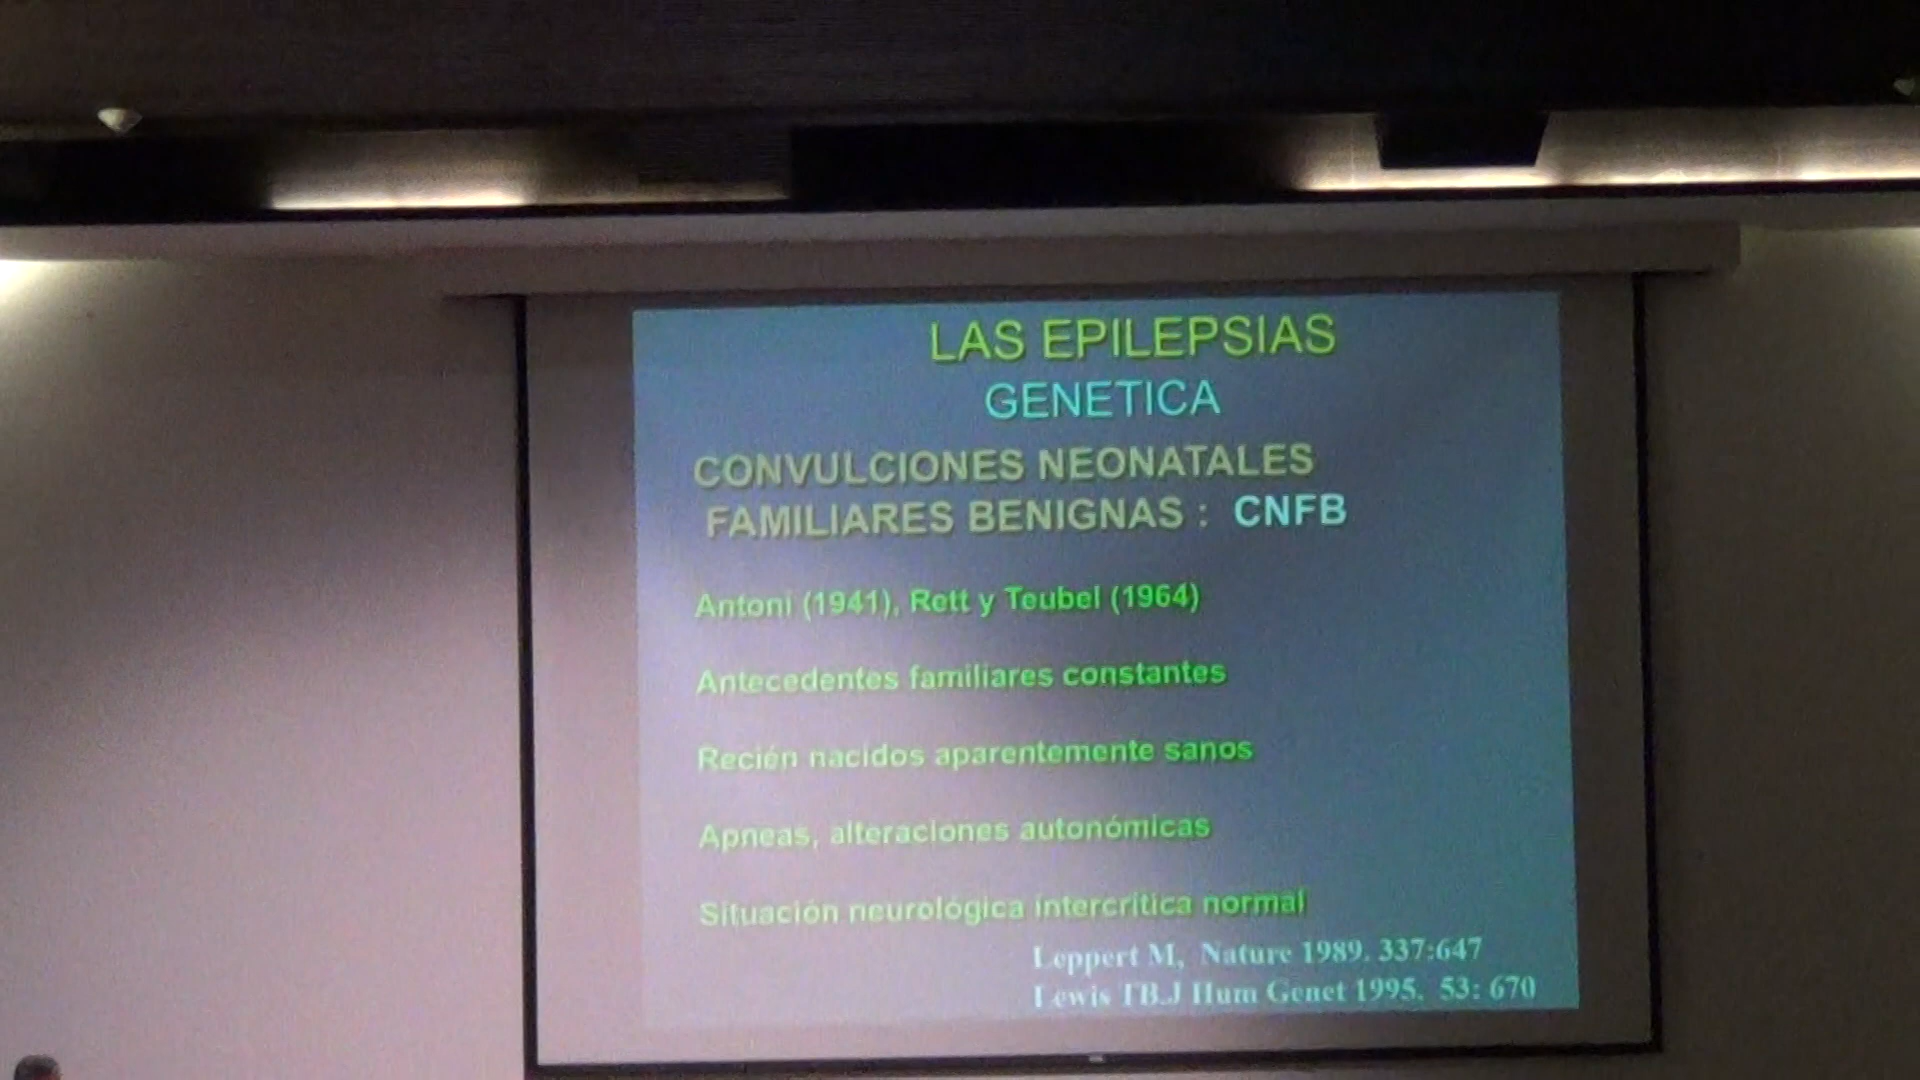 LAS EPILEPSIAS
GENETICA
CONVULCIONES NEONATALES
FAMILIARES BENIGNAS : CNFB
Antoni (1941), Rett y Teubel (1964)
Antecedentes familiares constantes
Recién nacidos aparentemente sanos
Apneas, alteraciones autonómicas
Situación neurológica intercrítica normal
Leppert M, Nature 1989. 337:647
Lewis TB.J Hum Genet 1995. 53: 670